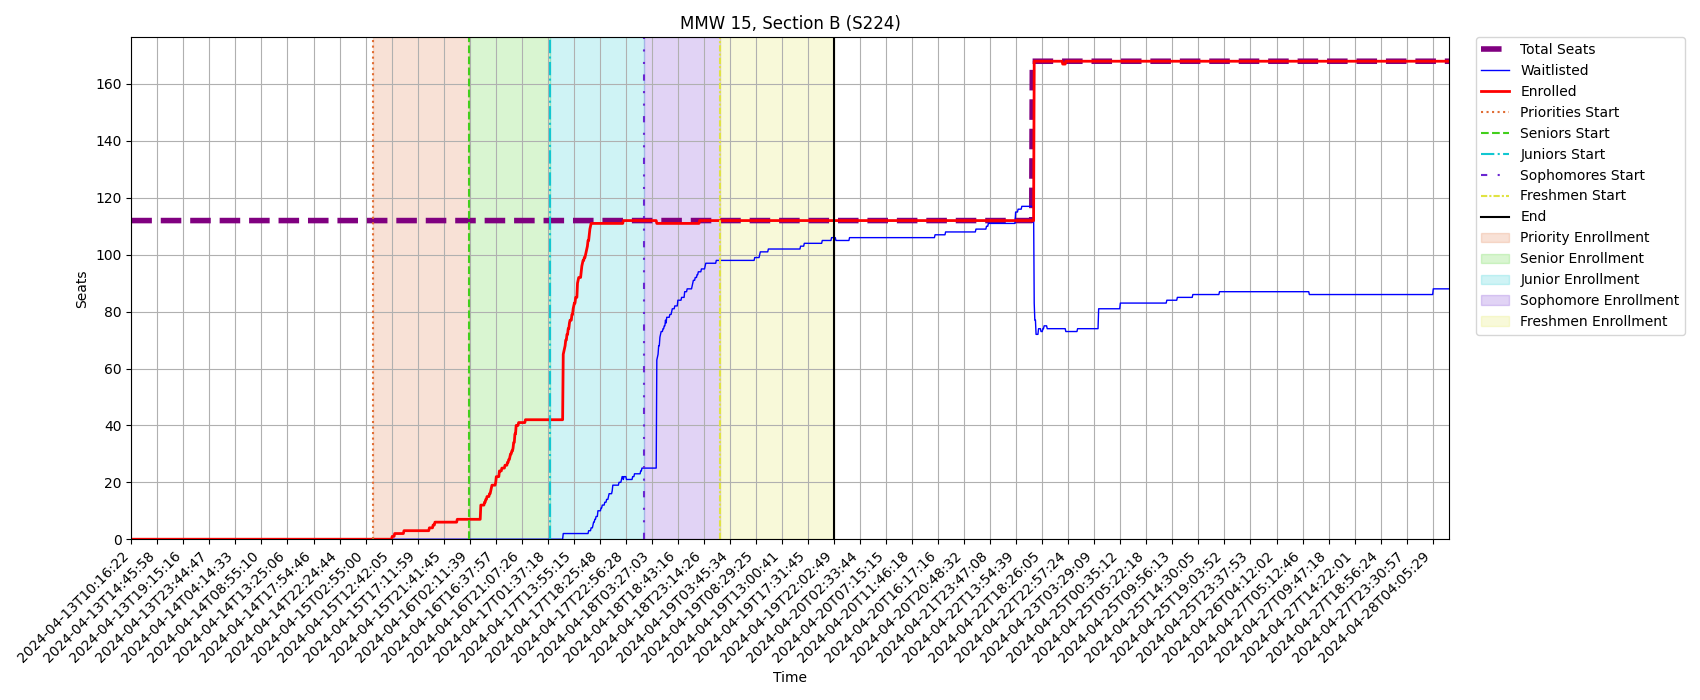 MMW 15, Section B (S224)
Seats
160
140
120
100
80
60
40
20
0
2024-04-13T10:16:22
2024-04-13T14:45:58
2024-04-13T19:15:16
2024-04-13T23:44:47
2024-04-14T04:14:33
2024-04-14T08:55:10
2024-04-14T13:25:06
2024-04-14T17:54:46
2024-04-14T22:24:44
2024-04-15T02:55:00
2024-04-15T12:42:05
2024-04-15T17:11:59
2024-04-15T21:41:45
2024-04-16T02:11:39
2024-04-16T16:37:57
2024-04-16T21:07:26
2024-04-17T01:37:18
2024-04-17T13:55:15
2024-04-17T18:25:48
2024-04-17T22:56:28
2024-04-18T03:27:03
2024-04-18T18:43:16
2024-04-18T23:14:26
2024-04-19T03:45:34
2024-04-19T08:29:25
2024-04-19T13:00:41
2024-04-19T17:31:45
2024-04-19T22:02:49
2024-04-20T02:33:44
2024-04-20T07:15:15
2024-04-20T11:46:18
2024-04-20T16:17:16
2024-04-20T20:48:32
2024-04-21T23:47:08
2024-04-22T13:54:39
2024-04-22T18:26:05
2024-04-22T22:57:24
2024-04-23T03:29:09
2024-04-25T00:35:12
2024-04-25T05:22:18
2024-04-25T09:56:13
2024-04-25T14:30:05
2024-04-25T19:03:52
2024-04-25T23:37:53
2024-04-26T04:12:02
2024-04-27T05:12:46
2024-04-27T09:47:18
2024-04-27T14:22:01
2024-04-27T18:56:24
2024-04-27T23:30:57
2024-04-28T04:05:29
Time
Total Seats
Waitlisted
Enrolled
Priorities Start
Seniors Start
Juniors Start
Sophomores Start
Freshmen Start
End
Priority Enrollment
Senior Enrollment
Junior Enrollment
Sophomore Enrollment
Freshmen Enrollment